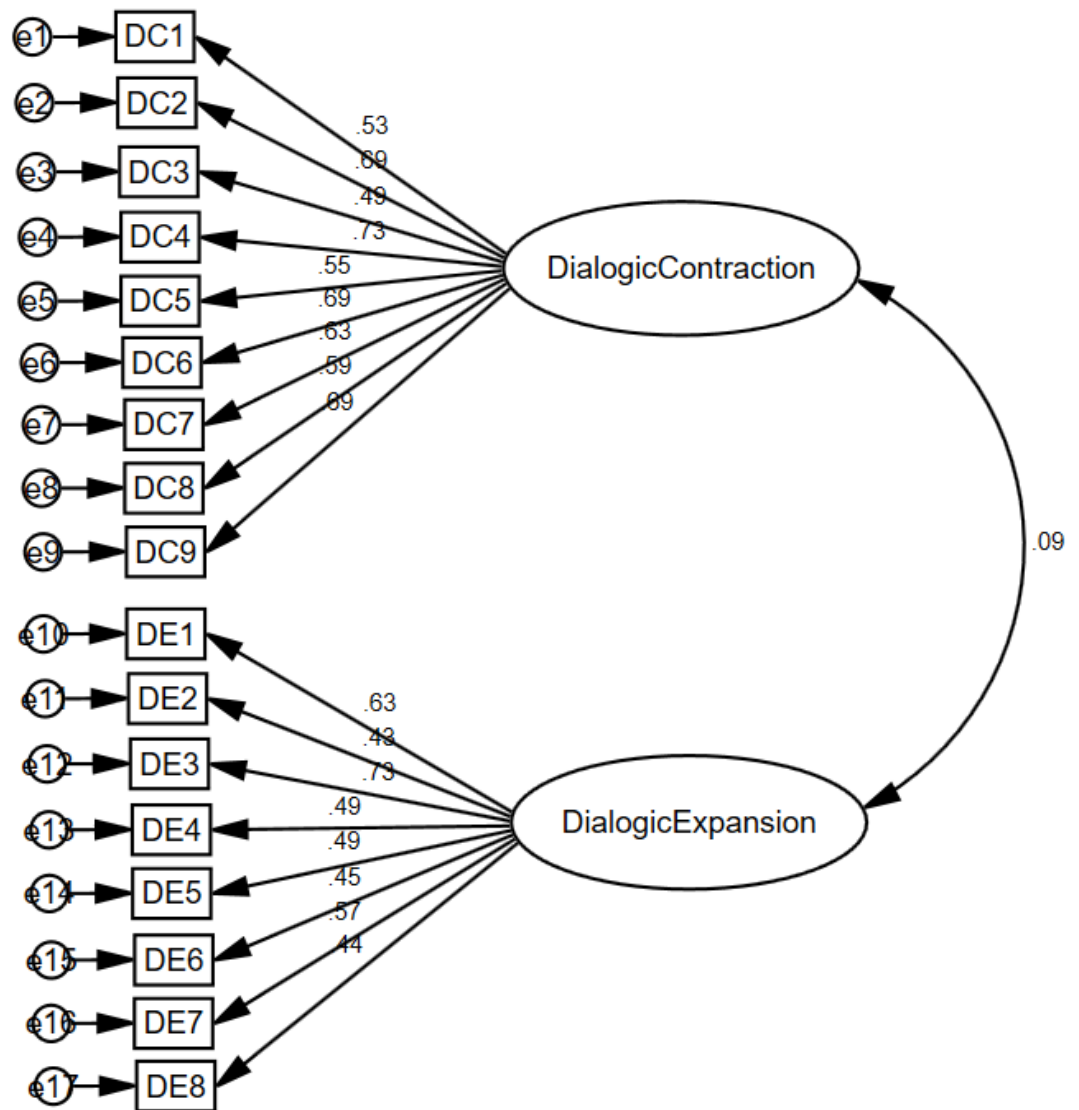 e1 DC1
e2 DC2
.53
e3 DC3
.69
.49
e4 DC4
.73
DialogicContraction
.55
e5 DC5
.69
.63
e6 DC6
.59
.69
e7 DC7
e8 DC8
e9 DC9
.09
e10 DE1
e11 DE2
.63
.43
e12 DE3
.73
.49
e13 DE4
DialogicExpansion
.49
e14 DE5
.45
.57
.44
e15 DE6
e16 DE7
e17 DE8